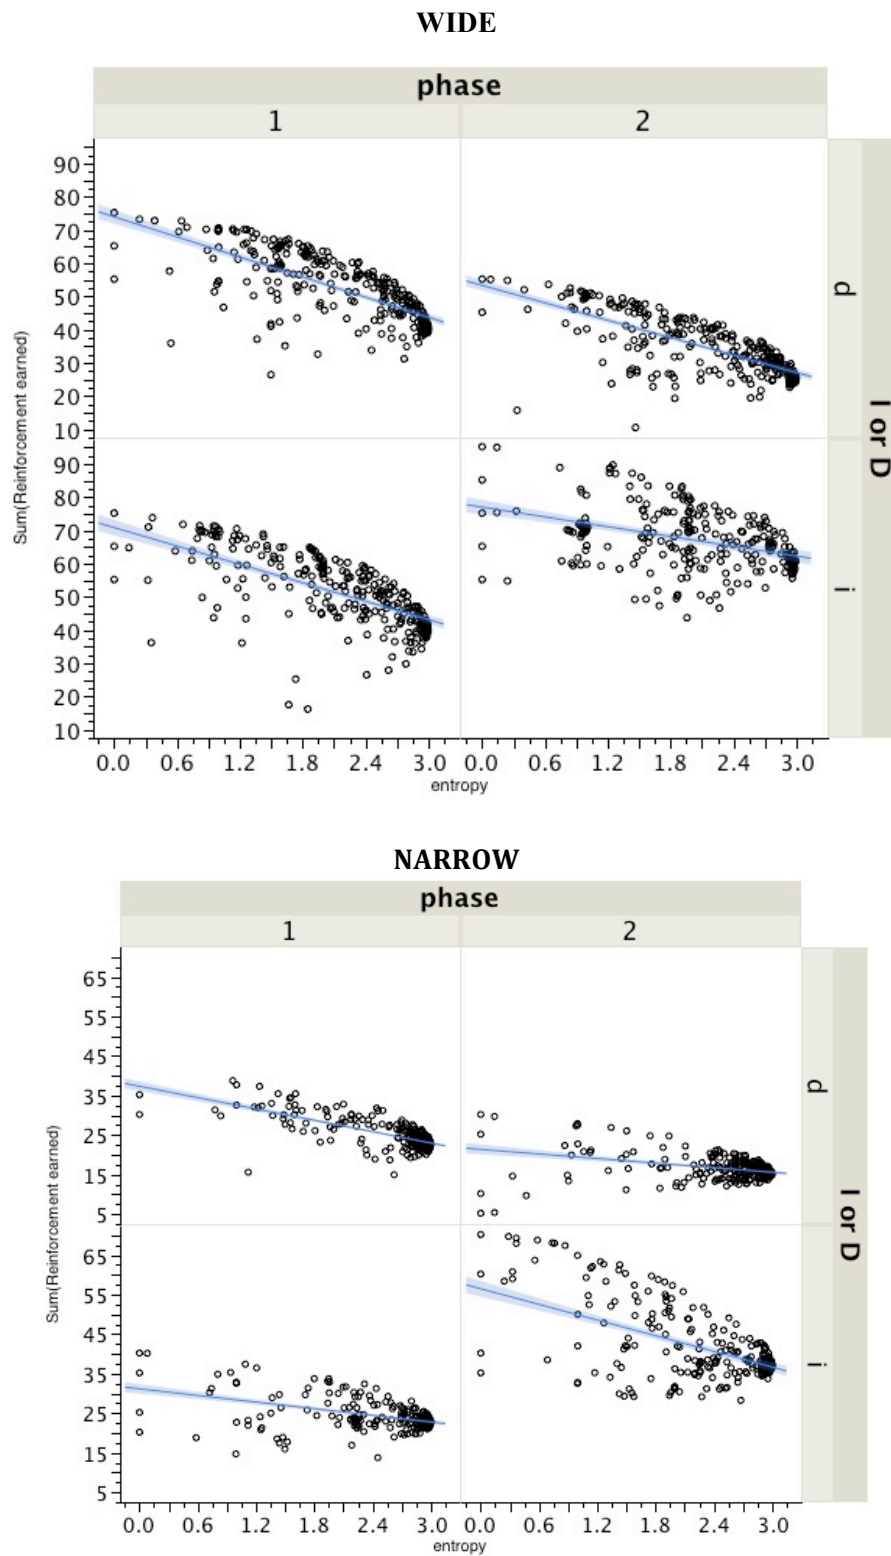 WIDE
phase
1 2
90
80
70
60
50
40
30
20
10
d
90
80
70
60
50
40
30
20
10
i
I or D
Sum(Reinforcement earned)
0.0 0.6 1.2 1.8 2.4 3.0 0.0 0.6 1.2 1.8 2.4 3.0
entropy
NARROW
phase
1 2
65
55
45
35
25
15
5
d
65
55
45
35
25
15
5
i
I or D
Sum(Reinforcement earned)
0.0 0.6 1.2 1.8 2.4 3.0 0.0 0.6 1.2 1.8 2.4 3.0
entropy